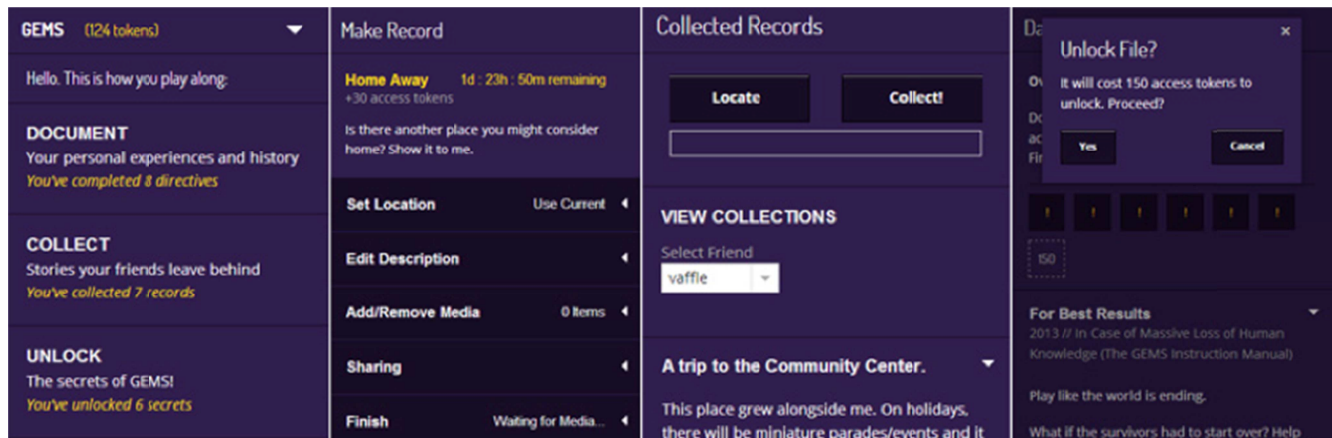 GEMS (124 tokens)
Hello. This is how you play along:
DOCUMENT
Your personal experiences and history
You've completed 8 directives
COLLECT
Stories your friends leave behind
You've collected 7 records
UNLOCK
The secrets of GEMS!
You've unlocked 6 secrets
Make Record
Home Away 1d : 23h : 50m remaining
+30 access tokens
Is there another place you might consider
home? Show it to me.
Set Location Use Current
Edit Description
Add/Remove Media 0 Items
Sharing
Finish Waiting for Media...
Collected Records
Locate Collect!
VIEW COLLECTIONS
Select Friend
vaffle
A trip to the Community Center.
This place grew alongside me. On holidays,
there will be miniature parades/events and it
Da
Unlock File?
×
It will cost 150 access tokens to
unlock. Proceed?
Yes Cancel
Ov
Do
ac
Fin
! ! ! ! ! !
150
For Best Results
2013 // In Case of Massive Loss of Human
Knowledge (The GEMS Instruction Manual)
Play like the world is ending.
What if the survivors had to start over? Help